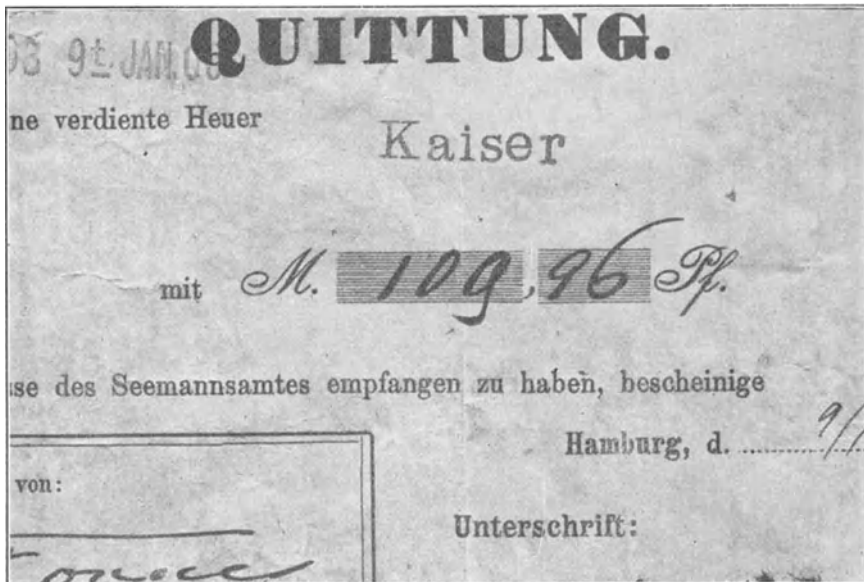 QUITTUNG.
9t JAN.
ne verdiente Heuer
Kaiser
mit M. 109,96 Pf.
des Seemannsamtes empfangen zu haben, bescheinige
Hamburg, d. 9/
von:
Unterschrift: